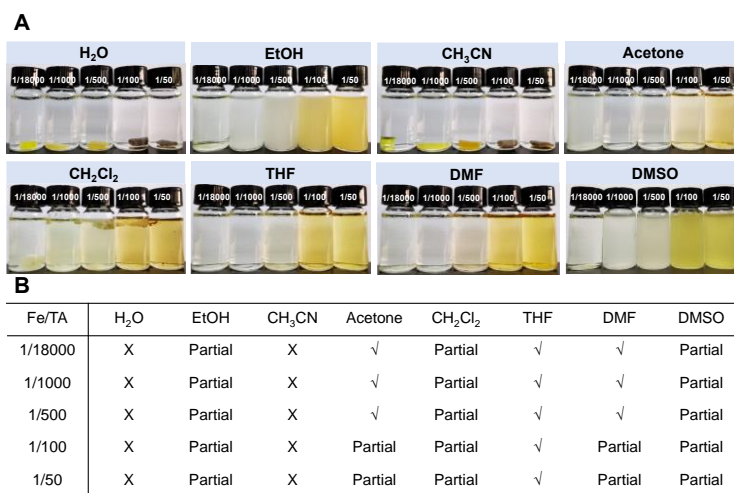 A
H₂O EtOH CH₃CN Acetone
1/18000 1/1000 1/500 1/100 1/50 1/18000 1/1000 1/500 1/100 1/50 1/18000 1/1000 1/500 1/100 1/50 1/18000 1/1000 1/500 1/100 1/50
CH₂Cl₂ THF DMF DMSO
1/18000 1/1000 1/500 1/100 1/50 1/18000 1/1000 1/500 1/100 1/50 1/18000 1/1000 1/500 1/100 1/50 1/18000 1/1000 1/500 1/100 1/50
B
Fe/TA H₂O EtOH CH₃CN Acetone CH₂Cl₂ THF DMF DMSO
1/18000 X Partial X √ Partial √ √ Partial
1/1000 X Partial X √ Partial √ √ Partial
1/500 X Partial X √ Partial √ √ Partial
1/100 X Partial X Partial Partial √ Partial Partial
1/50 X Partial X Partial Partial √ Partial Partial